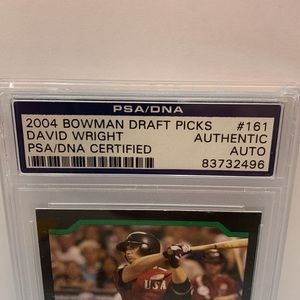 PSA/DNA
2004 BOWMAN DRAFT PICKS #161
DAVID WRIGHT AUTHENTIC
PSA/DNA CERTIFIED AUTO
83732496
USA